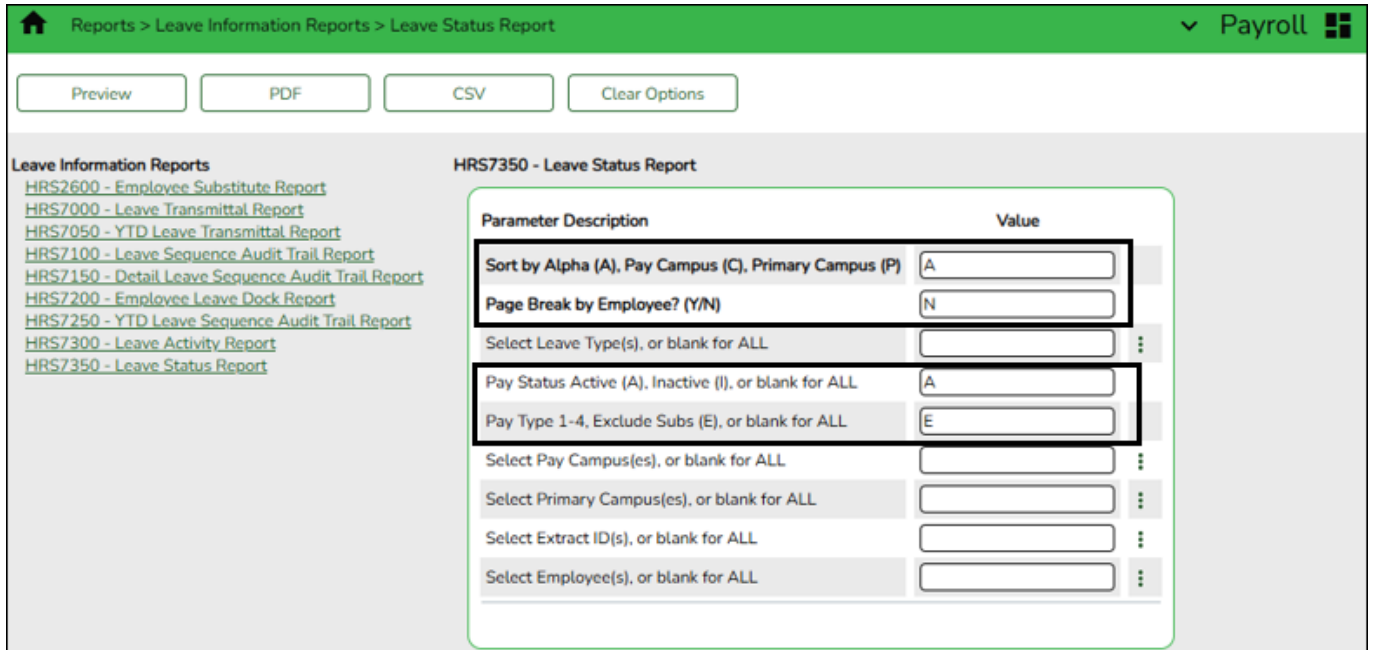 Reports > Leave Information Reports > Leave Status Report
Payroll
Preview
PDF
CSV
Clear Options
Leave Information Reports
HRS2600 - Employee Substitute Report
HRS7000 - Leave Transmittal Report
HRS7050 - YTD Leave Transmittal Report
HRS7100 - Leave Sequence Audit Trail Report
HRS7150 - Detail Leave Sequence Audit Trail Report
HRS7200 - Employee Leave Dock Report
HRS7250 - YTD Leave Sequence Audit Trail Report
HRS7300 - Leave Activity Report
HRS7350 - Leave Status Report
HRS7350 - Leave Status Report
Parameter Description Value
Sort by Alpha (A), Pay Campus (C), Primary Campus (P) A
Page Break by Employee? (Y/N) N
Select Leave Type(s), or blank for ALL
Pay Status Active (A), Inactive (I), or blank for ALL A
Pay Type 1-4, Exclude Subs (E), or blank for ALL E
Select Pay Campus(es), or blank for ALL
Select Primary Campus(es), or blank for ALL
Select Extract ID(s), or blank for ALL
Select Employee(s), or blank for ALL